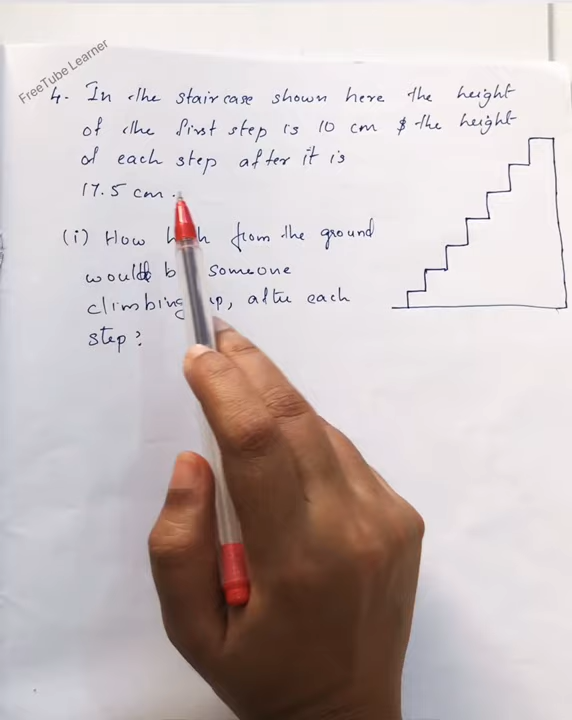 FreeTube Learner
4. In the staircase shown here the height
of the first step is 10 cm & the height
of each step after it is
17.5 cm.
(i) How from the ground
would someone
climbing up, after each
step?